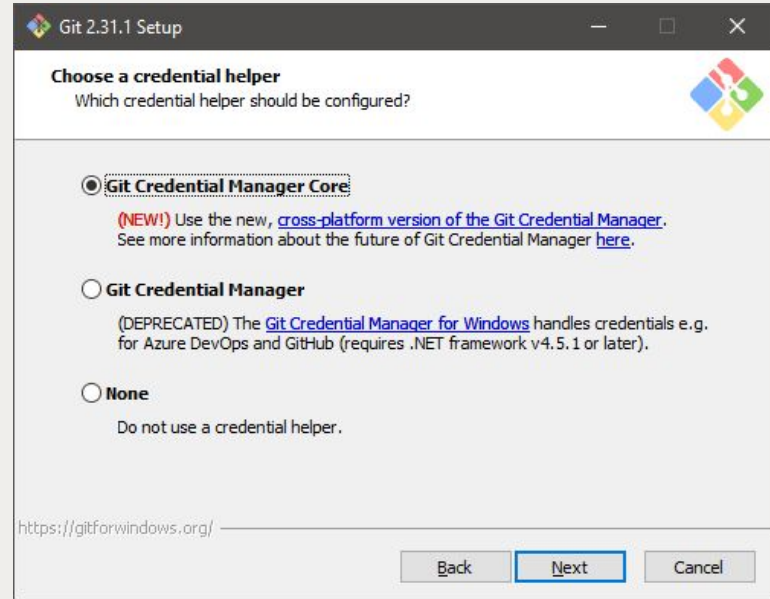 Git 2.31.1 Setup
Choose a credential helper
Which credential helper should be configured?
Git Credential Manager Core
(NEW!) Use the new, cross-platform version of the Git Credential Manager.
See more information about the future of Git Credential Manager here.
Git Credential Manager
(DEPRECATED) The Git Credential Manager for Windows handles credentials e.g.
for Azure DevOps and GitHub (requires .NET framework v4.5.1 or later).
None
Do not use a credential helper.
https://gitforwindows.org/
Back Next Cancel